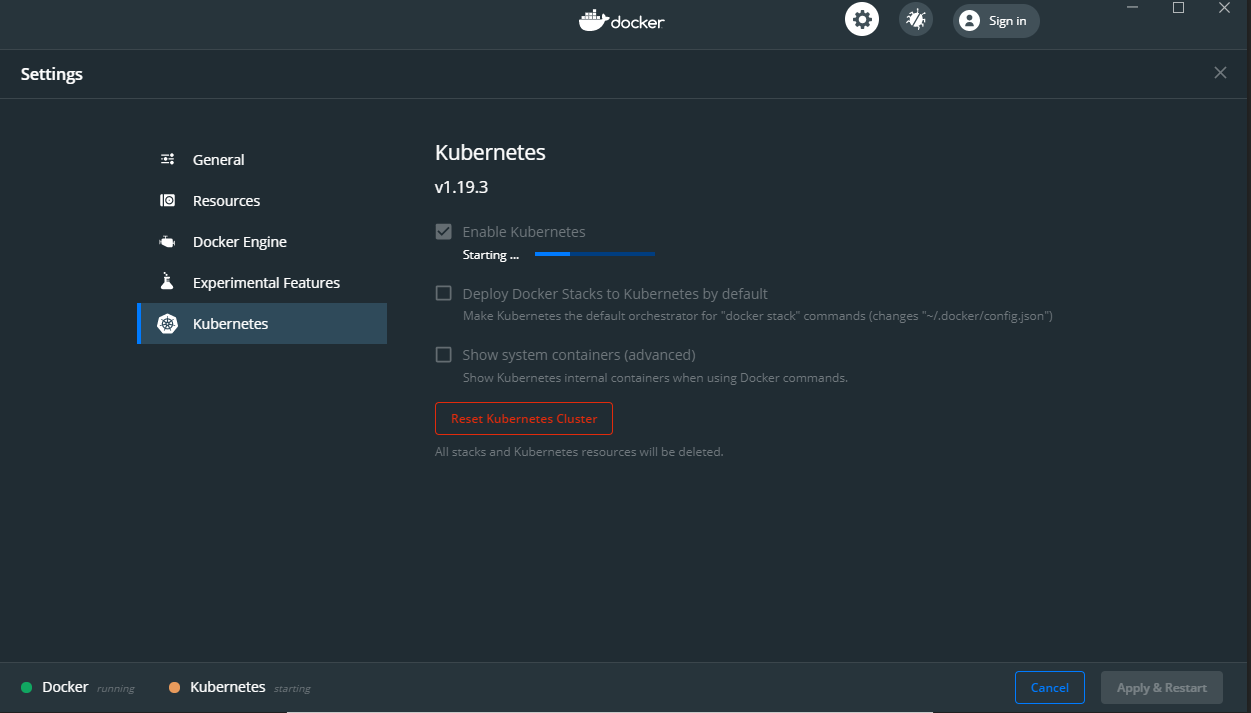 docker
Sign in
Settings
General
Resources
Docker Engine
Experimental Features
Kubernetes
Kubernetes
v1.19.3
Enable Kubernetes
Starting ...
Deploy Docker Stacks to Kubernetes by default
Make Kubernetes the default orchestrator for "docker stack" commands (changes "~/.docker/config.json")
Show system containers (advanced)
Show Kubernetes internal containers when using Docker commands.
Reset Kubernetes Cluster
All stacks and Kubernetes resources will be deleted.
Docker running Kubernetes starting Cancel Apply & Restart